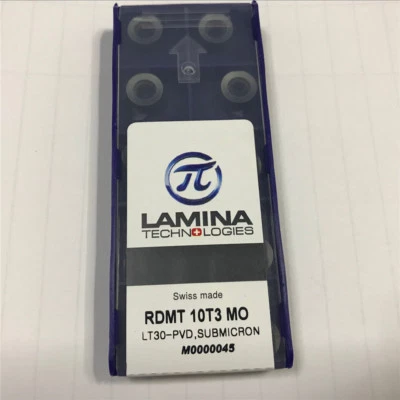 π
LAMINA
TECHNOLOGIES
Swiss made
RDMT 10T3 MO
LT30-PVD,SUBMICRON
M0000045